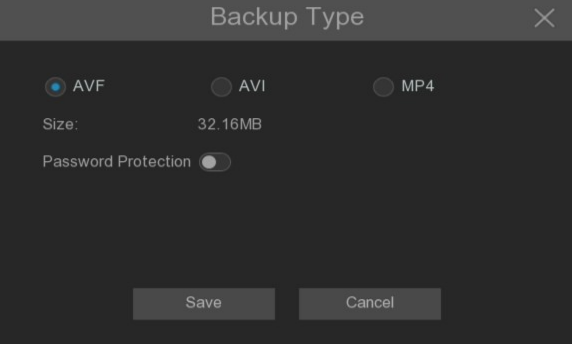 Backup Type
AVF AVI MP4
Size: 32.16MB
Password Protection
Save Cancel